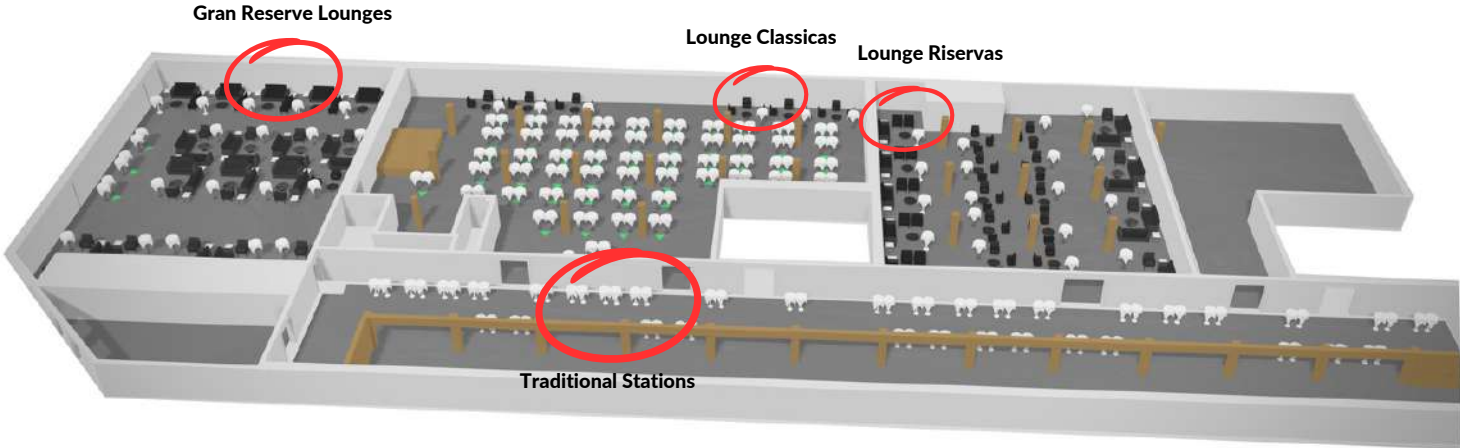 Gran Reserve Lounges
Lounge Classicas
Lounge Riservas
Traditional Stations